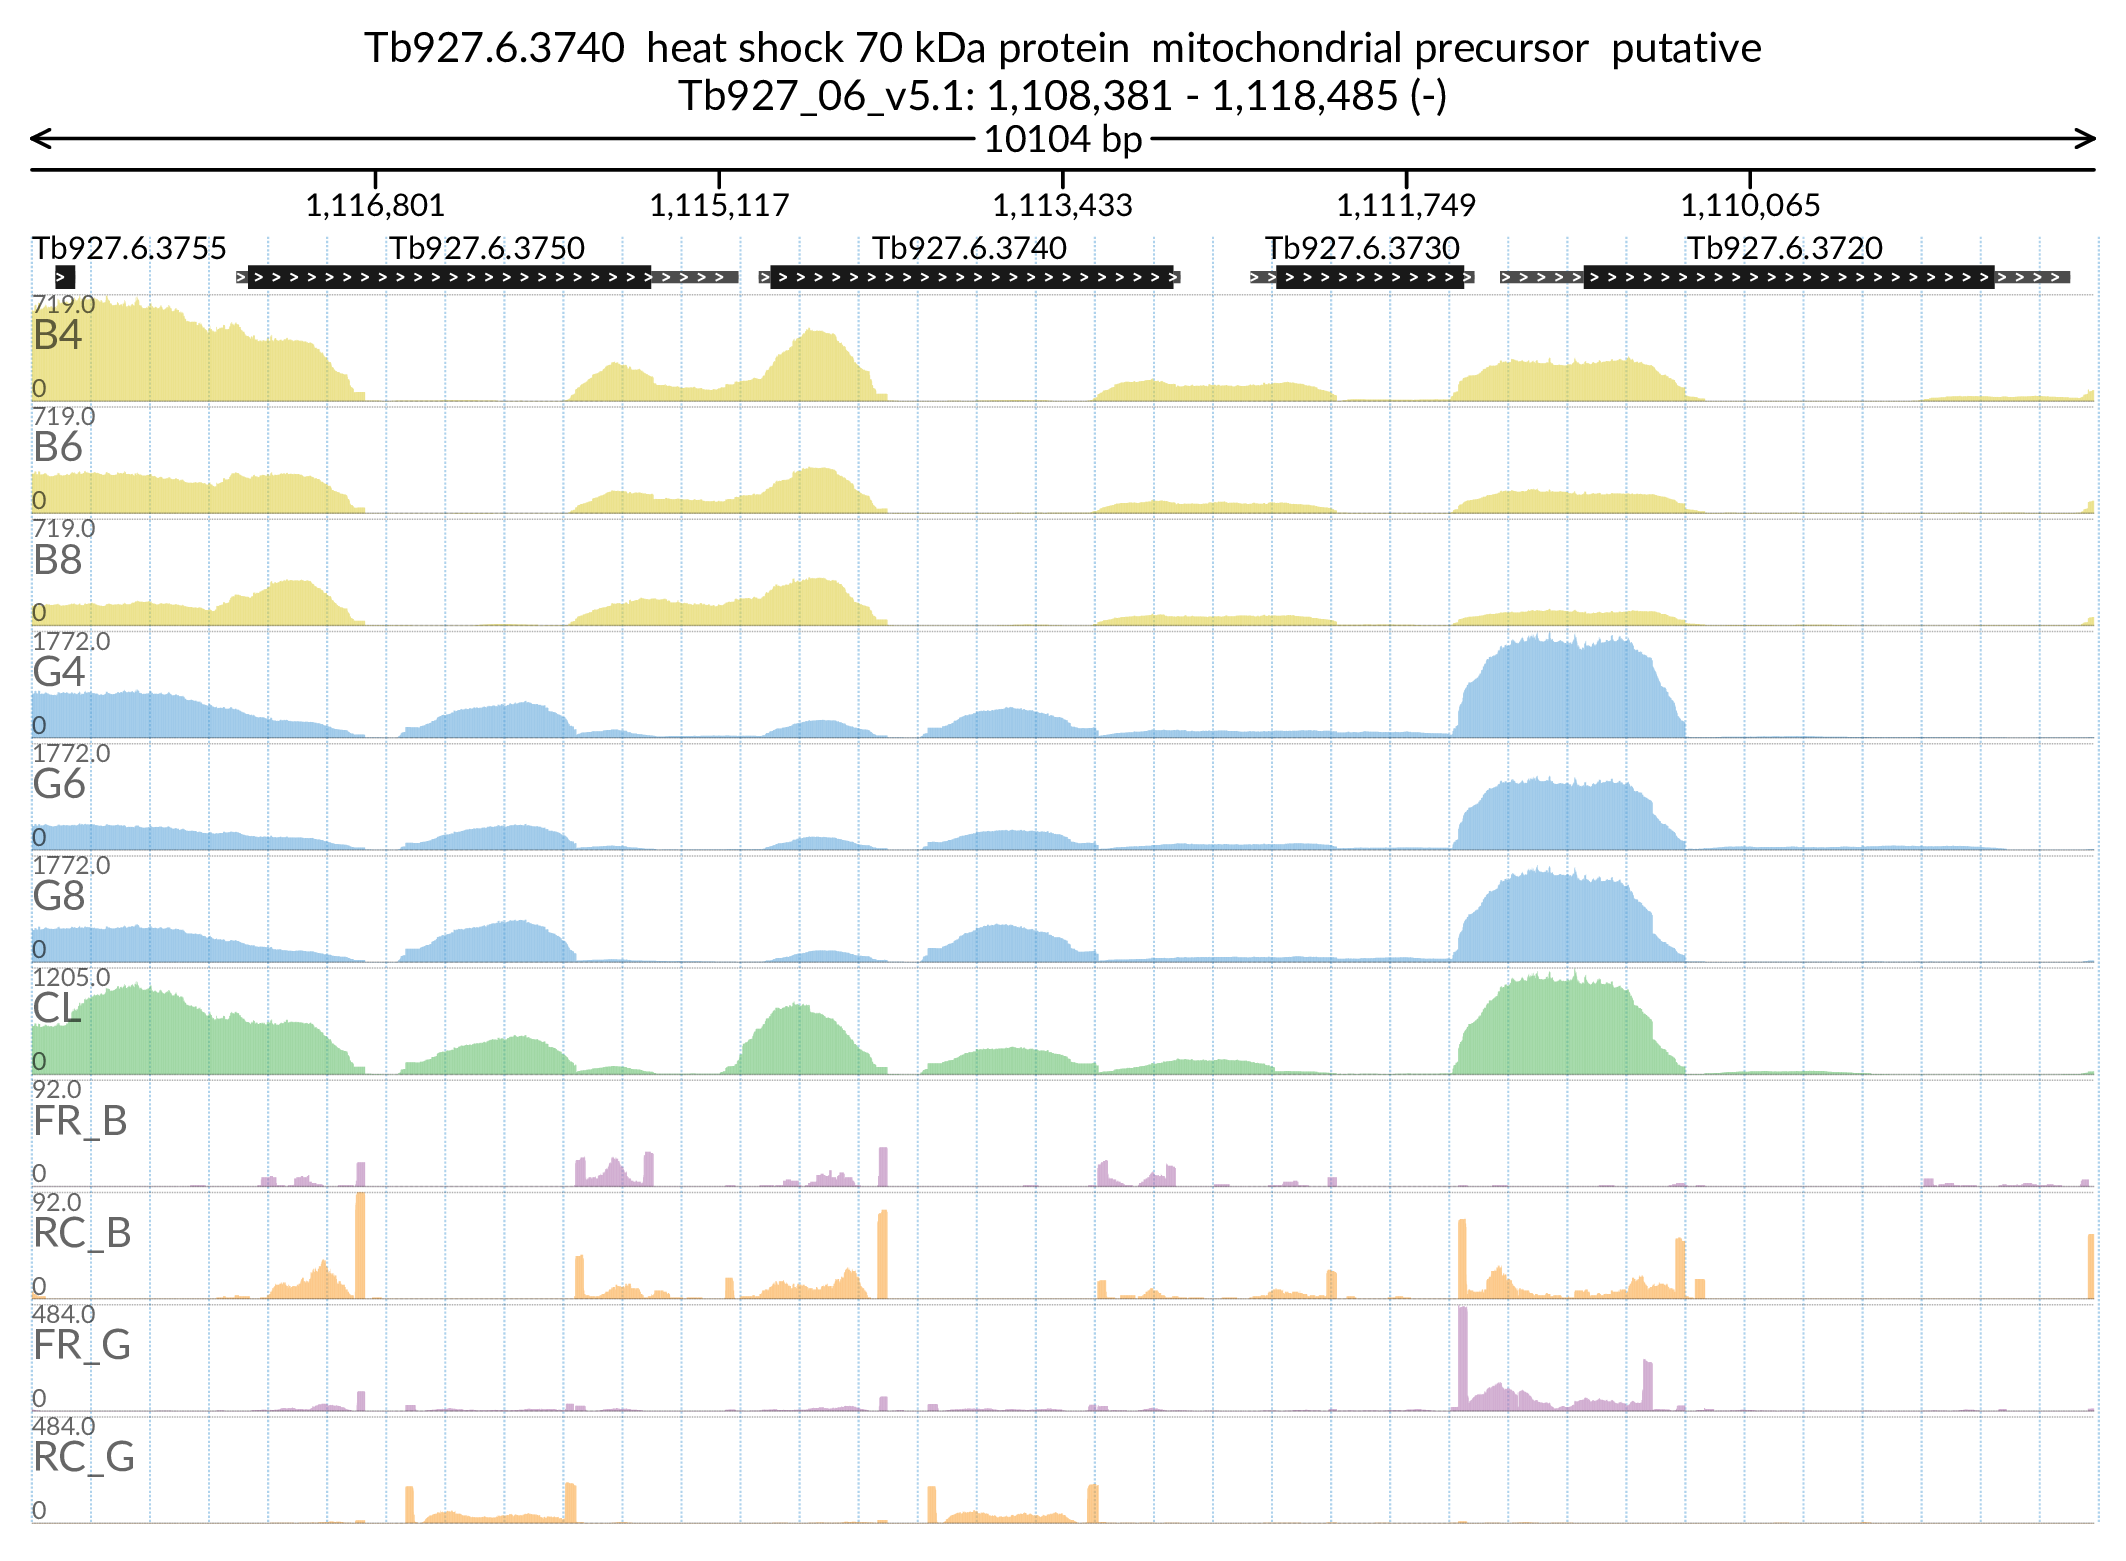 Tb927.6.3740 heat shock 70 kDa protein mitochondrial precursor putative
Tb927_06_v5.1: 1,108,381 - 1,118,485 (-)
10104 bp
1,116,801 1,115,117 1,113,433 1,111,749 1,110,065
Tb927.6.3755 Tb927.6.3750 Tb927.6.3740 Tb927.6.3730 Tb927.6.3720
719.0
B4
0
719.0
B6
0
719.0
B8
0
1772.0
G4
0
1772.0
G6
0
1772.0
G8
0
1205.0
CL
0
92.0
FR_B
0
92.0
RC_B
0
484.0
FR_G
0
484.0
RC_G
0